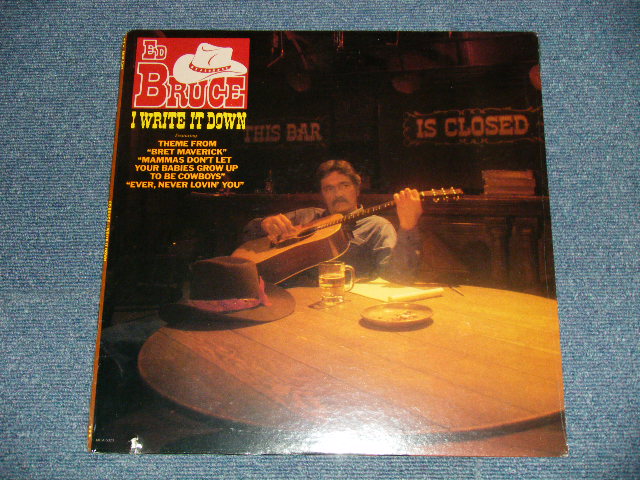 ED
BRUCE
I WRITE IT DOWN
Featuring
THEME FROM
"BRET MAVERICK"
"MAMMAS DON'T LET
YOUR BABIES GROW UP
TO BE COWBOYS"
"EVER, NEVER LOVIN' YOU"
THIS BAR
IS CLOSED